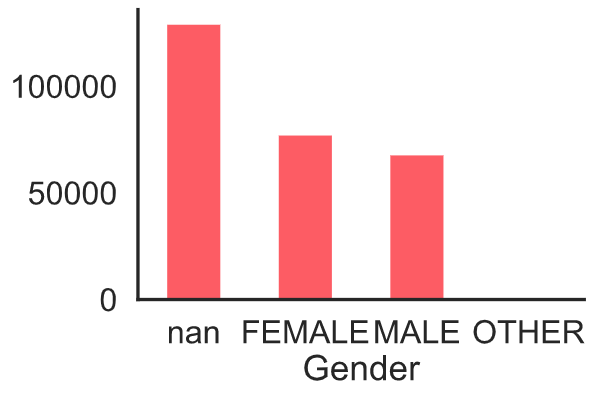 100000
50000
0
nan FEMALE MALE OTHER
Gender